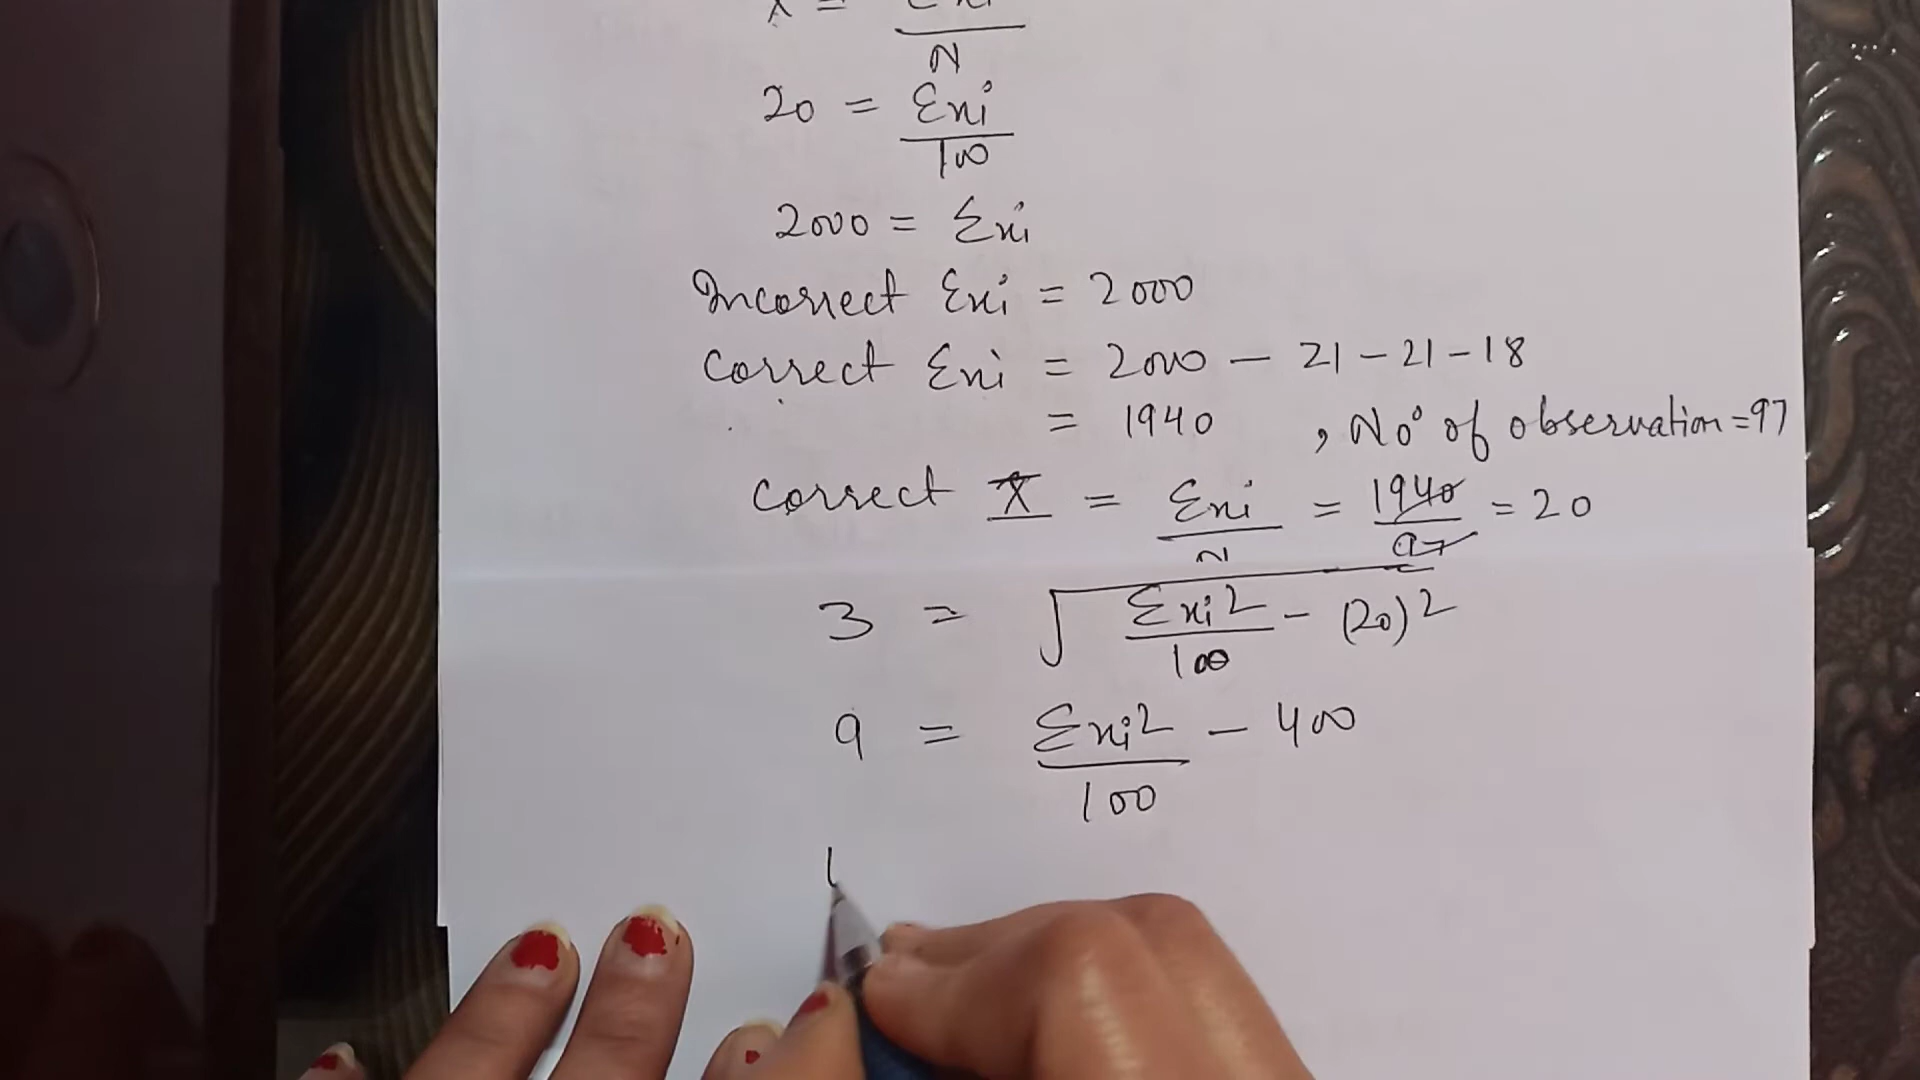 x̄ = Σxi
N
20 = Σxi
100
2000 = Σxi
Incorrect Σxi = 2000
Correct Σxi = 2000 - 21 - 21 - 18
= 1940 , No of observation = 97
Correct X̄ = Σxi / N = 1940 / 97 = 20
3 = √ Σxi² / 100 - (20)²
9 = Σxi² - 400
100